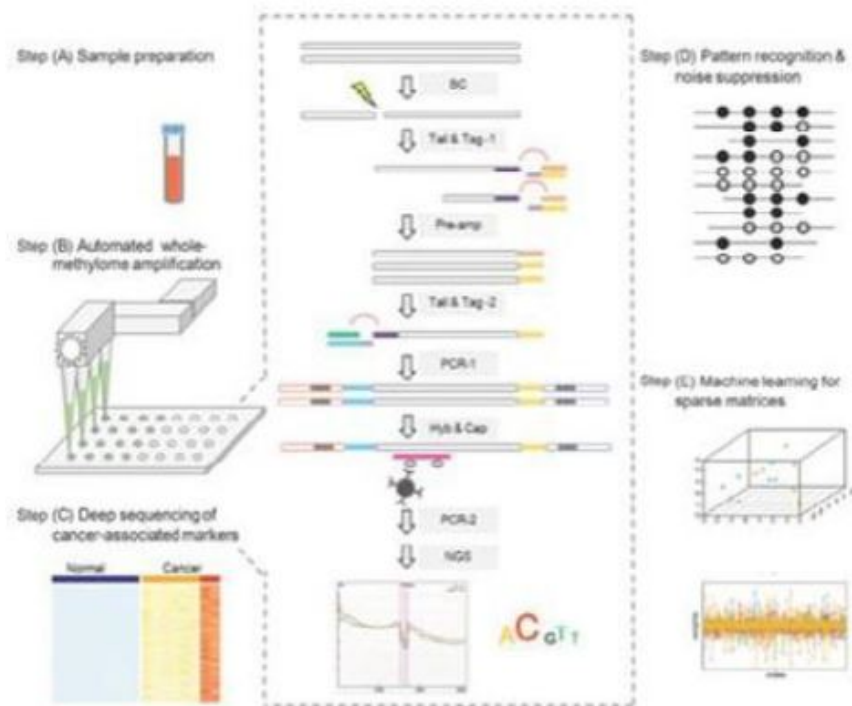 Step (A) Sample preparation
Step (B) Automated whole-
methylome amplification
Step (C) Deep sequencing of
cancer-associated markers
Normal Cancer
BC
Tail & Tag -1
Pre-amp
Tail & Tag -2
PCR-1
Hyb & Cap
PCR-2
NGS
ACGTT
Step (D) Pattern recognition &
noise suppression
Step (E) Machine learning for
sparse matrices